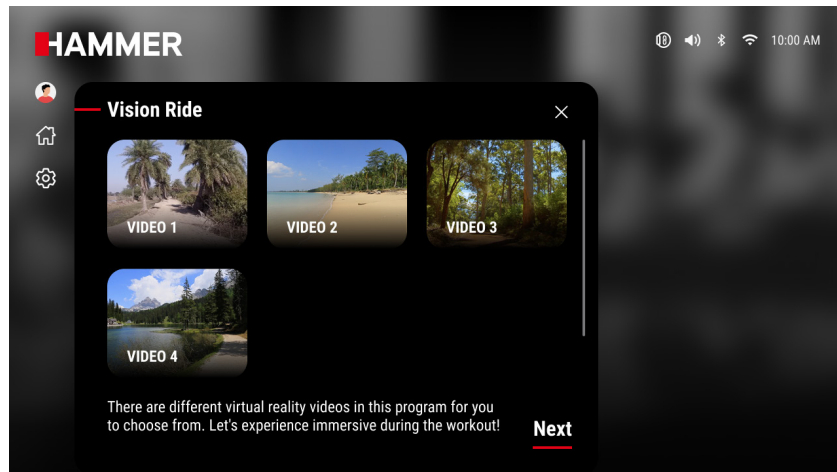 HAMMER
18
10:00 AM
Vision Ride
VIDEO 1
VIDEO 2
VIDEO 3
VIDEO 4
There are different virtual reality videos in this program for you
to choose from. Let's experience immersive during the workout!
Next